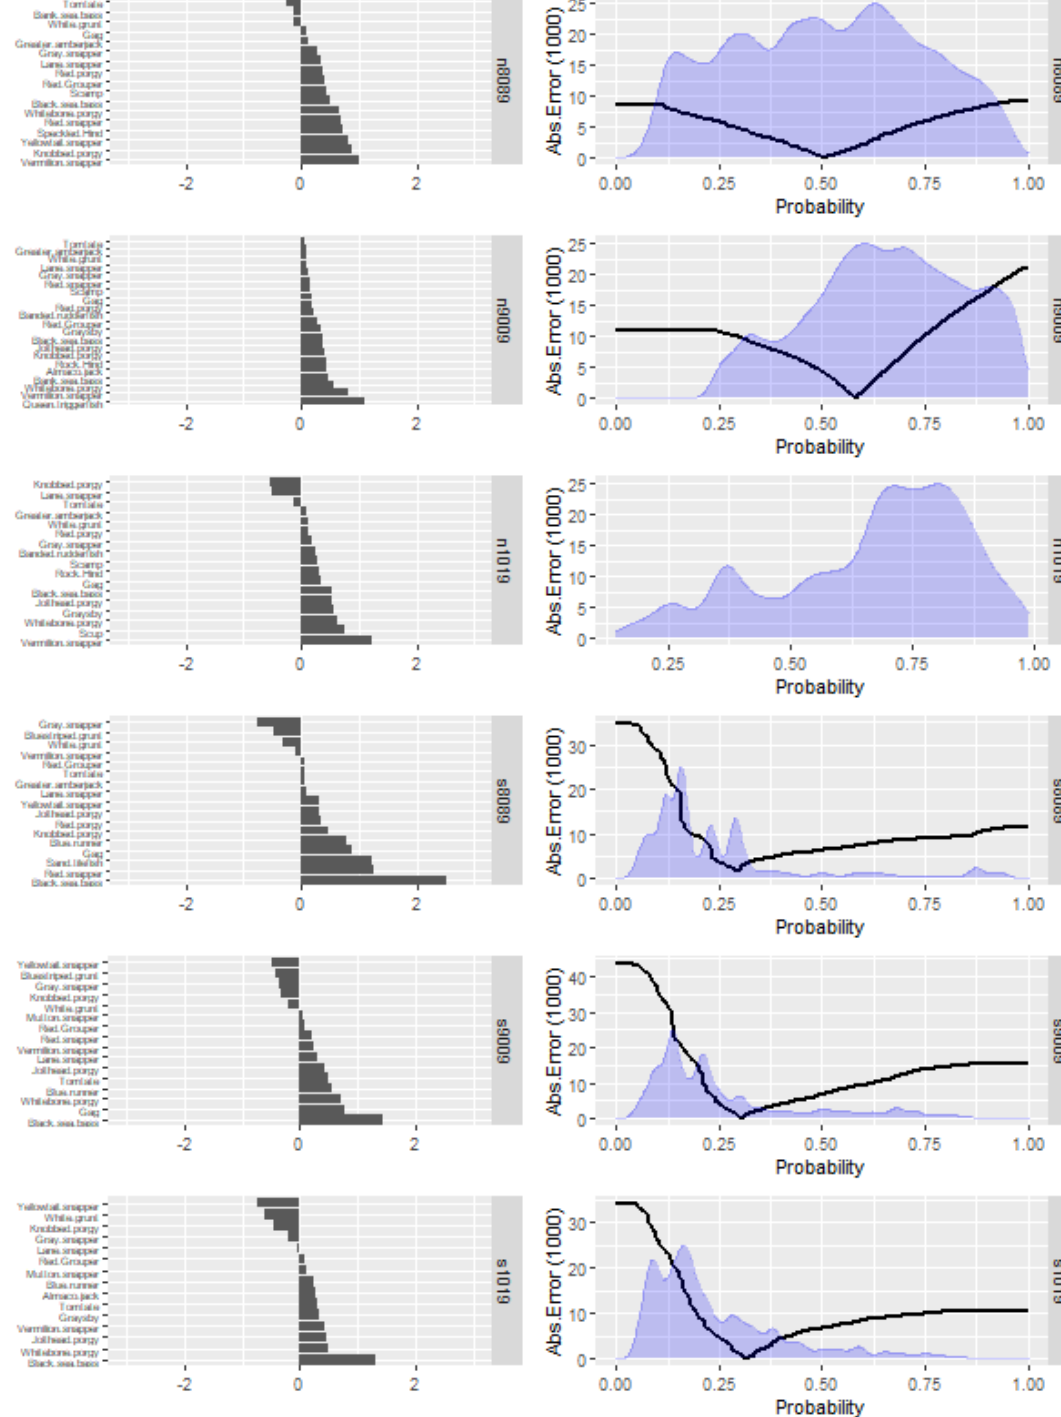 Tomtate
Bank.sea.bass
White.grunt
Gag
Greater.amberjack
Gray.snapper
Lane.snapper
Red.porgy
Red.Grouper
Scamp
Black.sea.bass
Whitebone.porgy
Red.snapper
Speckled.Hind
Yellowtail.snapper
Knobbed.porgy
Vermilion.snapper
-2 0 2
n8089
Abs.Error (1000)
25
20
15
10
5
0
0.00 0.25 0.50 0.75 1.00
Probability
n8089
Tomtate
Greater.amberjack
White.grunt
Lane.snapper
Gray.snapper
Red.snapper
Scamp
Gag
Red.porgy
Banded.rudderfish
Red.Grouper
Graysby
Black.sea.bass
Jolthead.porgy
Knobbed.porgy
Rock.Hind
Almaco.jack
Bank.sea.bass
Whitebone.porgy
Vermilion.snapper
Queen.triggerfish
-2 0 2
n9009
Abs.Error (1000)
25
20
15
10
5
0
0.00 0.25 0.50 0.75 1.00
Probability
n9009
Knobbed.porgy
Lane.snapper
Tomtate
Greater.amberjack
White.grunt
Red.porgy
Gray.snapper
Banded.rudderfish
Scamp
Rock.Hind
Gag
Black.sea.bass
Jolthead.porgy
Graysby
Whitebone.porgy
Scup
Vermilion.snapper
-2 0 2
n1019
Abs.Error (1000)
25
20
15
10
5
0
0.25 0.50 0.75 1.00
Probability
n1019
Gray.snapper
Bluestriped.grunt
White.grunt
Vermilion.snapper
Red.Grouper
Tomtate
Greater.amberjack
Lane.snapper
Yellowtail.snapper
Jolthead.porgy
Red.porgy
Knobbed.porgy
Blue.runner
Gag
Sand.tilefish
Red.snapper
Black.sea.bass
-2 0 2
s8089
Abs.Error (1000)
30
20
10
0
0.00 0.25 0.50 0.75 1.00
Probability
s8089
Yellowtail.snapper
Bluestriped.grunt
Gray.snapper
Knobbed.porgy
White.grunt
Mutton.snapper
Red.Grouper
Red.snapper
Vermilion.snapper
Lane.snapper
Jolthead.porgy
Tomtate
Blue.runner
Whitebone.porgy
Gag
Black.sea.bass
-2 0 2
s9009
Abs.Error (1000)
40
30
20
10
0
0.00 0.25 0.50 0.75 1.00
Probability
s9009
Yellowtail.snapper
White.grunt
Knobbed.porgy
Gray.snapper
Lane.snapper
Red.Grouper
Mutton.snapper
Blue.runner
Almaco.jack
Tomtate
Graysby
Vermilion.snapper
Jolthead.porgy
Whitebone.porgy
Black.sea.bass
-2 0 2
s1019
Abs.Error (1000)
30
20
10
0
0.00 0.25 0.50 0.75 1.00
Probability
s1019